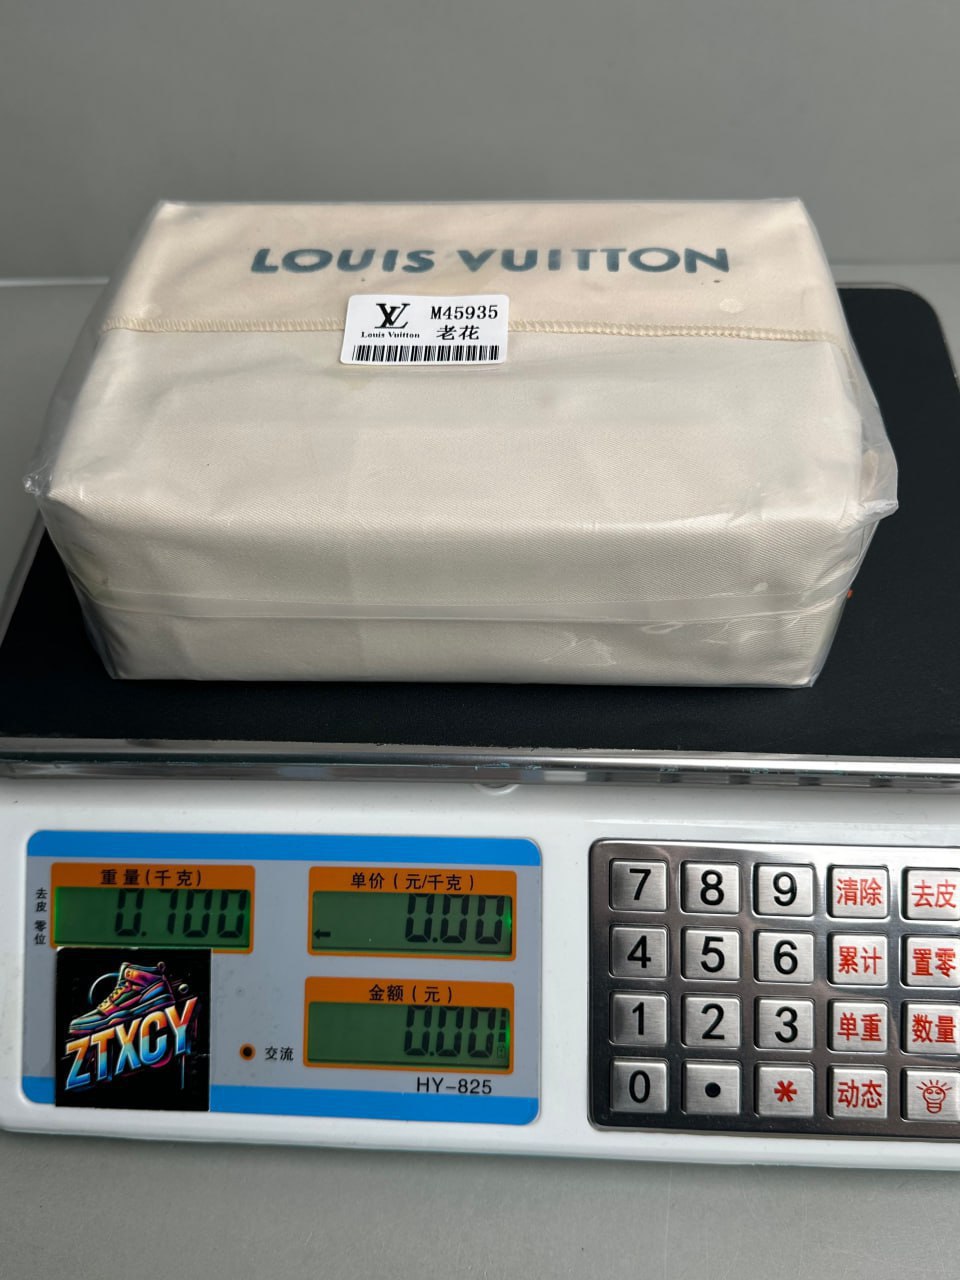 LOUIS VUITTON
LV M45935
Louis Vuitton 老花
重量(千克)
单价(元/千克)
去皮 零位
0.700
0.00
金额(元)
0.00
交流
HY-825
ZTXCY
7 8 9 清除 去皮
4 5 6 累计 置零
1 2 3 单重 数量
0 • * 动态